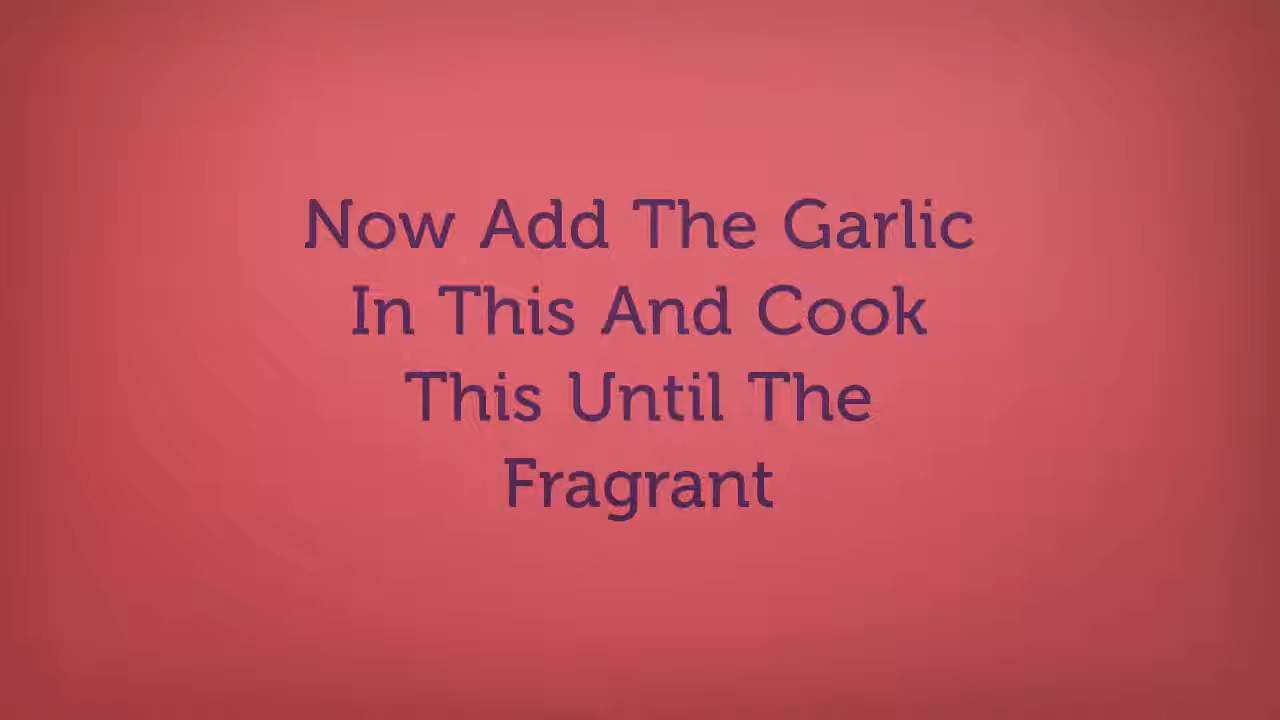 Now Add The Garlic
In This And Cook
This Until The
Fragrant